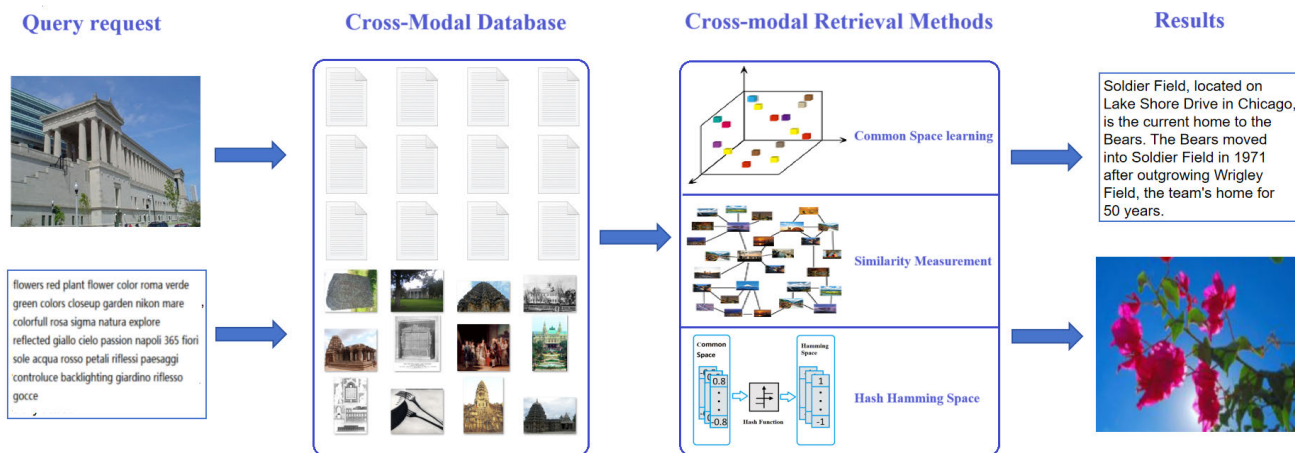 Query request
Cross-Modal Database
Cross-modal Retrieval Methods
Results
flowers red plant flower color roma verde
green colors closeup garden nikon mare
colorfull rosa sigma natura explore
reflected giallo cielo passion napoli 365 fiori
sole acqua rosso petali riflessi paesaggi
controluce backlighting giardino riflesso
gocce
Common Space learning
Similarity Measurement
Common
Space
0.8
-0.8
Hash Function
Hamming
Space
1
-1
Hash Hamming Space
Soldier Field, located on
Lake Shore Drive in Chicago,
is the current home to the
Bears. The Bears moved
into Soldier Field in 1971
after outgrowing Wrigley
Field, the team's home for
50 years.